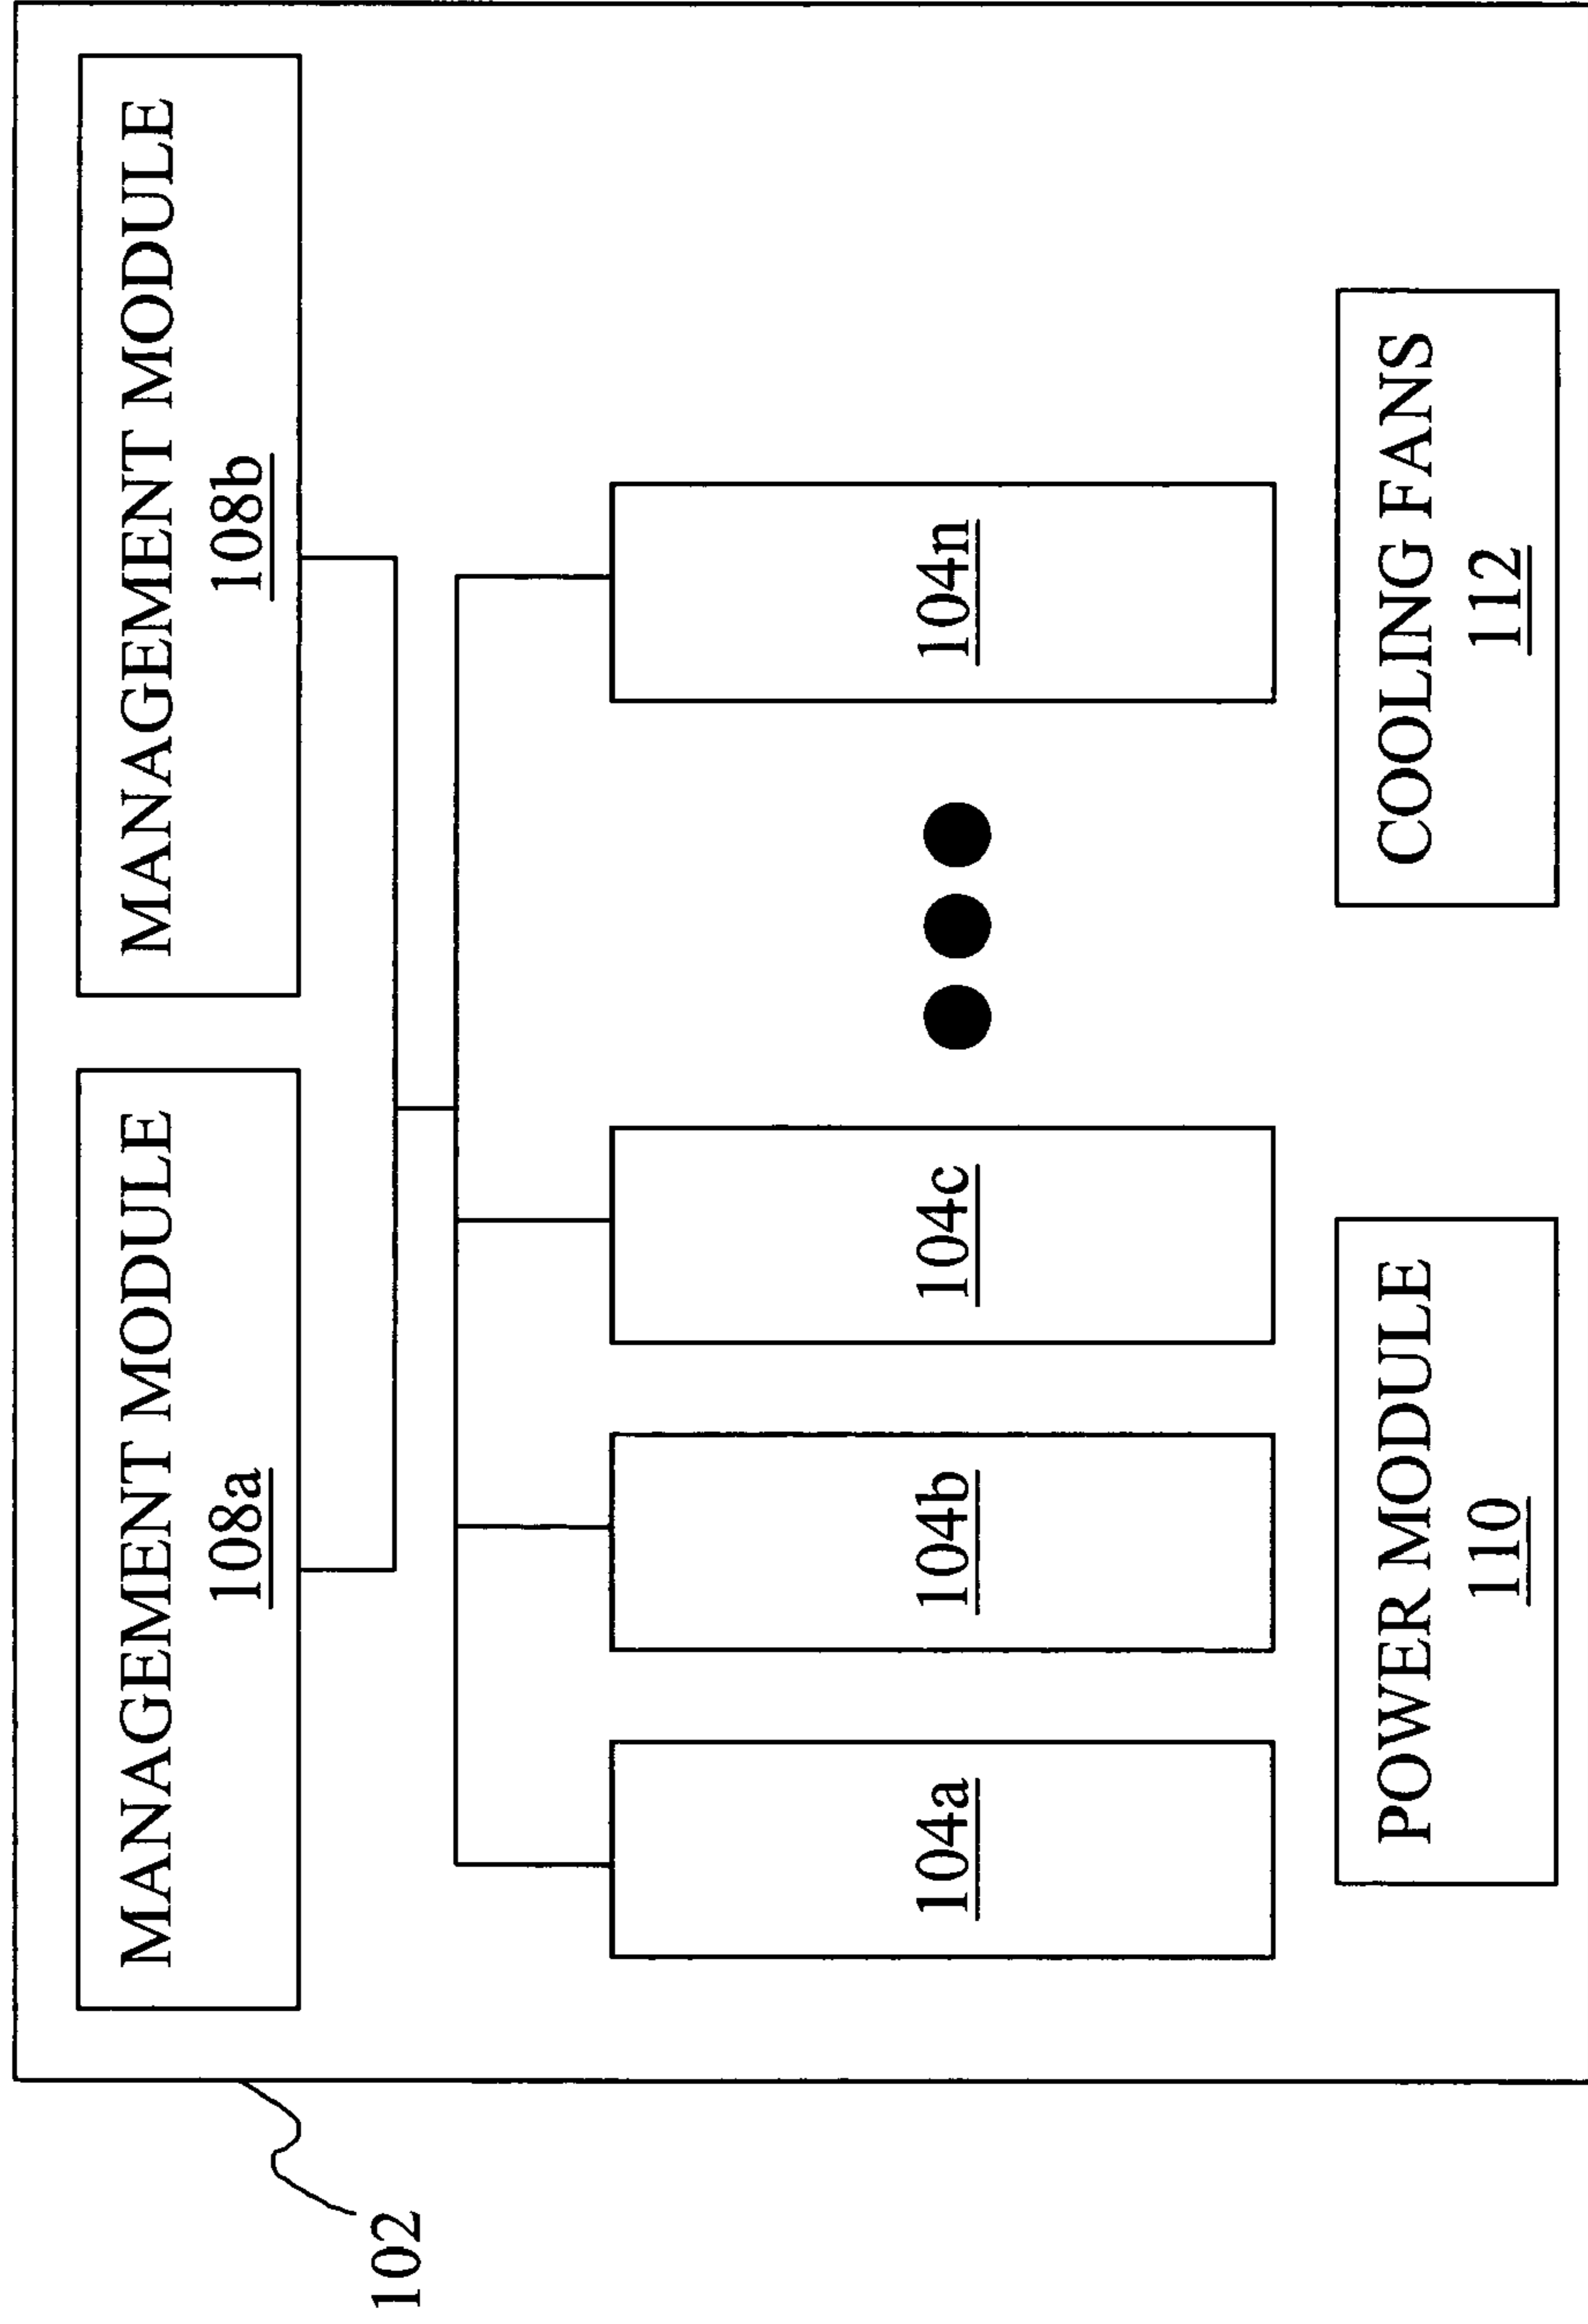 MANAGEMENT MODULE
108a
MANAGEMENT MODULE
108b
104a
104b
104c
104n
POWER MODULE
110
COOLING FANS
112
102